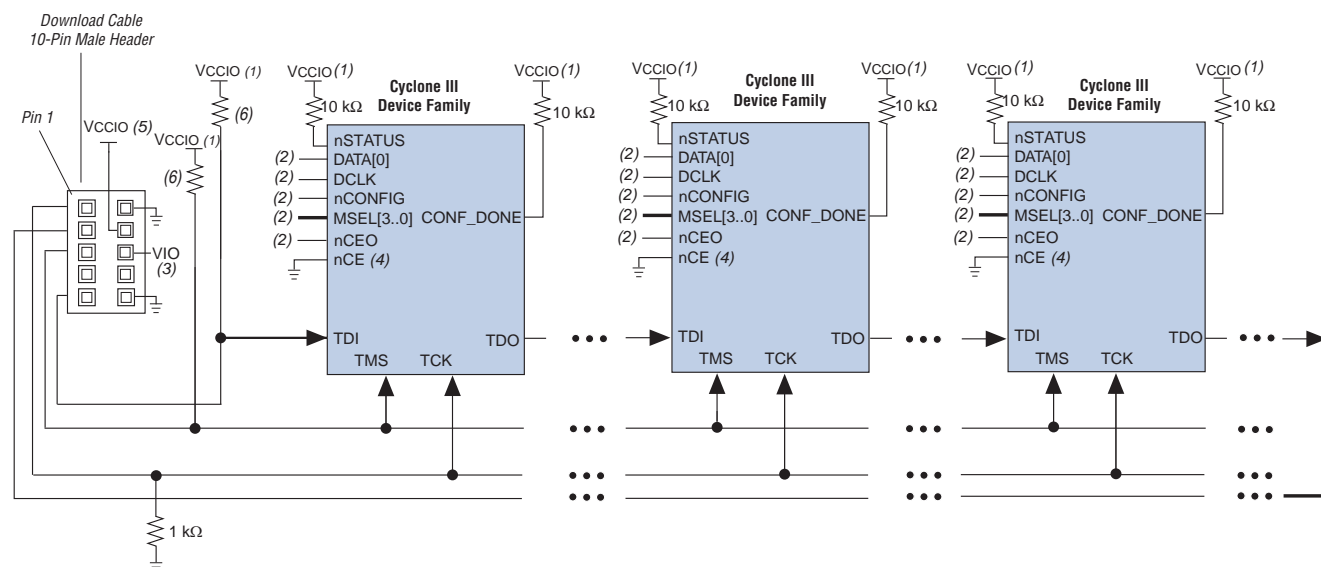 Download Cable
10-Pin Male Header
Pin 1
VCCIO (5)
VCCIO (1)
(6)
VCCIO (1)
(6)
VIO
(3)
1 kΩ
VCCIO (1)
10 kΩ
Cyclone III
Device Family
VCCIO (1)
10 kΩ
nSTATUS
(2) DATA[0]
(2) DCLK
(2) nCONFIG
(2) MSEL[3..0] CONF_DONE
(2) nCEO
nCE (4)
TDI TDO
TMS TCK
VCCIO (1)
10 kΩ
Cyclone III
Device Family
VCCIO (1)
10 kΩ
nSTATUS
(2) DATA[0]
(2) DCLK
(2) nCONFIG
(2) MSEL[3..0] CONF_DONE
(2) nCEO
nCE (4)
TDI TDO
TMS TCK
VCCIO (1)
10 kΩ
Cyclone III
Device Family
VCCIO (1)
10 kΩ
nSTATUS
(2) DATA[0]
(2) DCLK
(2) nCONFIG
(2) MSEL[3..0] CONF_DONE
(2) nCEO
nCE (4)
TDI TDO
TMS TCK